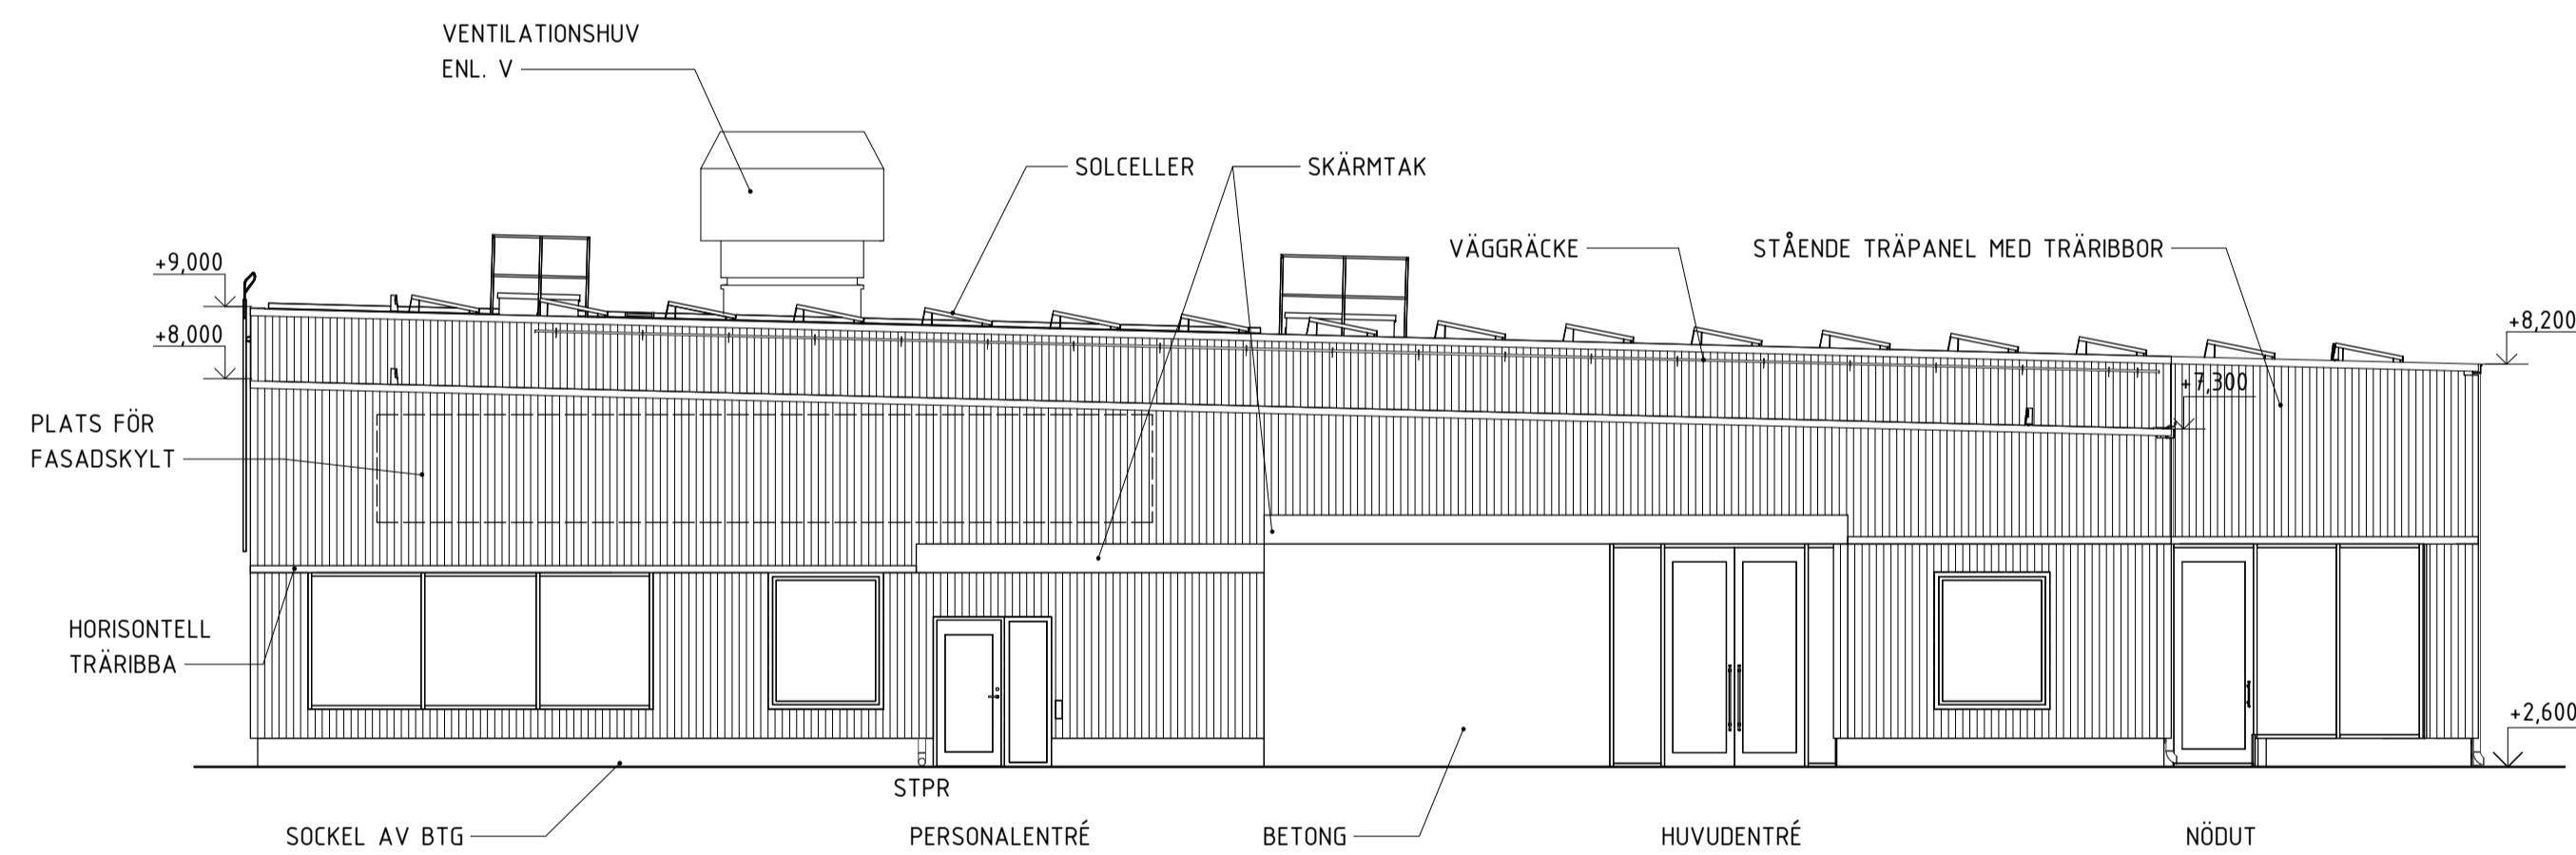 VENTILATIONSHUV
ENL. V
SOLCELLER
SKÄRMTAK
VÄGGRÄCKE
STÅENDE TRÄPANEL MED TRÄRIBBOR
+9,000
+8,000
+8,200
+7,300
PLATS FÖR
FASADSKYLT
HORISONTELL
TRÄRIBBA
+2,600
STPR
SOCKEL AV BTG
PERSONALENTRÉ
BETONG
HUVUDENTRÉ
NÖDUT